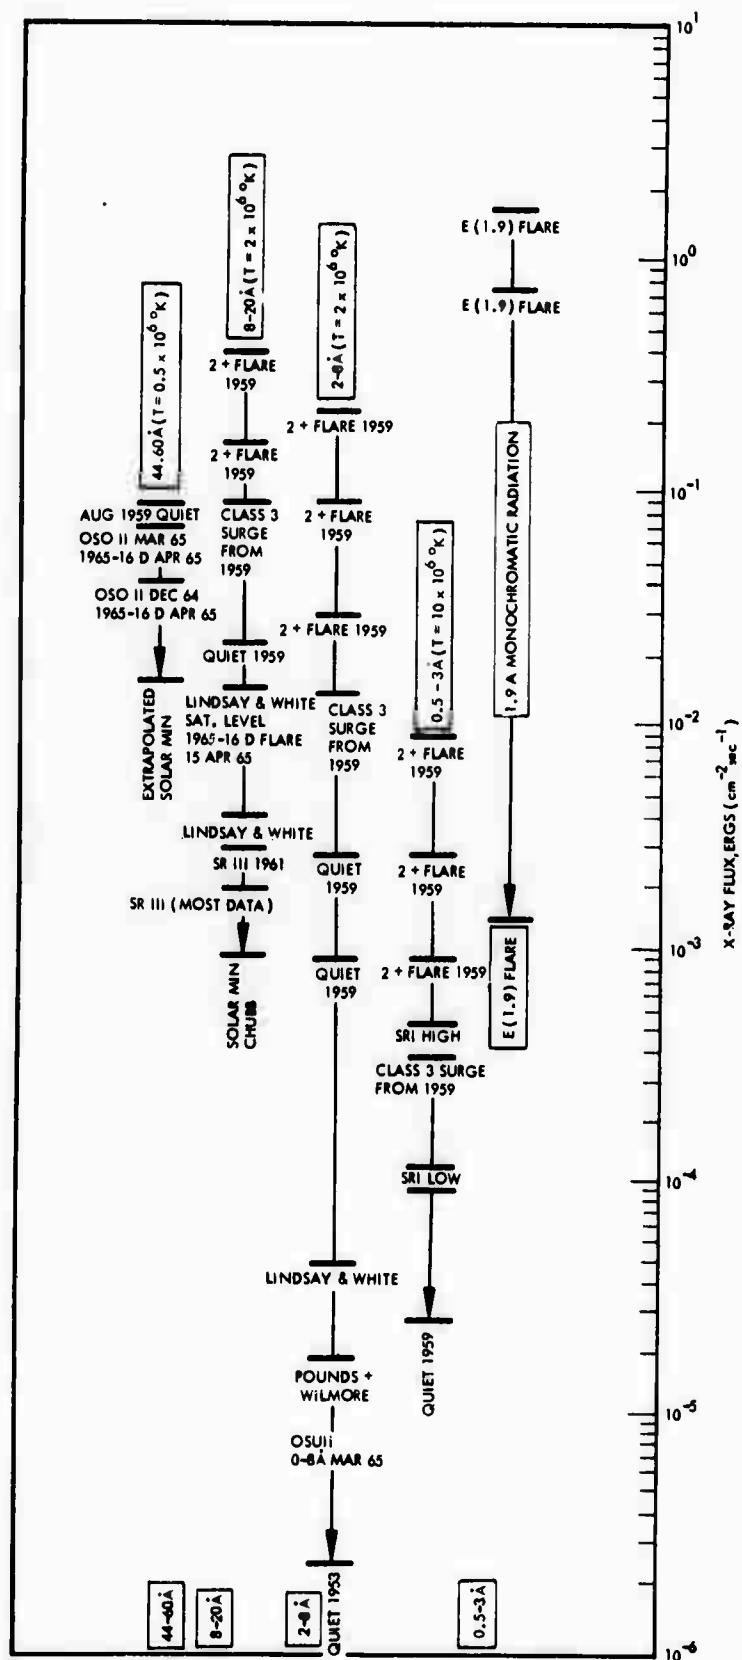 44.60Å (T = 0.5 x 10⁶ °K)
AUG 1959 QUIET
OSO II MAR 65
1965-16 D APR 65
OSO II DEC 64
1965-16 D APR 65
EXTRAPOLATED
SOLAR MIN
8-20Å (T = 2 x 10⁶ °K)
2 + FLARE
1959
2 + FLARE
1959
CLASS 3
SURGE
FROM
1959
QUIET 1959
LINDSAY & WHITE
SAT. LEVEL
1965-16 D FLARE
15 APR 65
LINDSAY & WHITE
SR III 1961
SR III (MOST DATA)
SOLAR MIN
CHUBB
2-8Å (T = 2 x 10⁶ °K)
2 + FLARE 1959
2 + FLARE
1959
2 + FLARE 1959
CLASS 3
SURGE
FROM
1959
QUIET
1959
QUIET
1959
LINDSAY & WHITE
POUNDS +
WILMORE
OSUII
0-8Å MAR 65
QUIET 1953
0.5 -3Å (T = 10 x 10⁶ °K)
2 + FLARE
1959
2 + FLARE
1959
2 + FLARE 1959
SRI HIGH
CLASS 3 SURGE
FROM 1959
SRI LOW
QUIET 1959
E (1.9) FLARE
E (1.9) FLARE
1.9 A MONOCHROMATIC RADIATION
E (1.9) FLARE
44-60Å
8-20Å
2-8Å
0.5-3Å
10¹
10⁰
10⁻¹
10⁻²
10⁻³
10⁻⁴
10⁻⁵
10⁻⁶
X-RAY FLUX, ERGS (cm⁻² sec⁻¹)